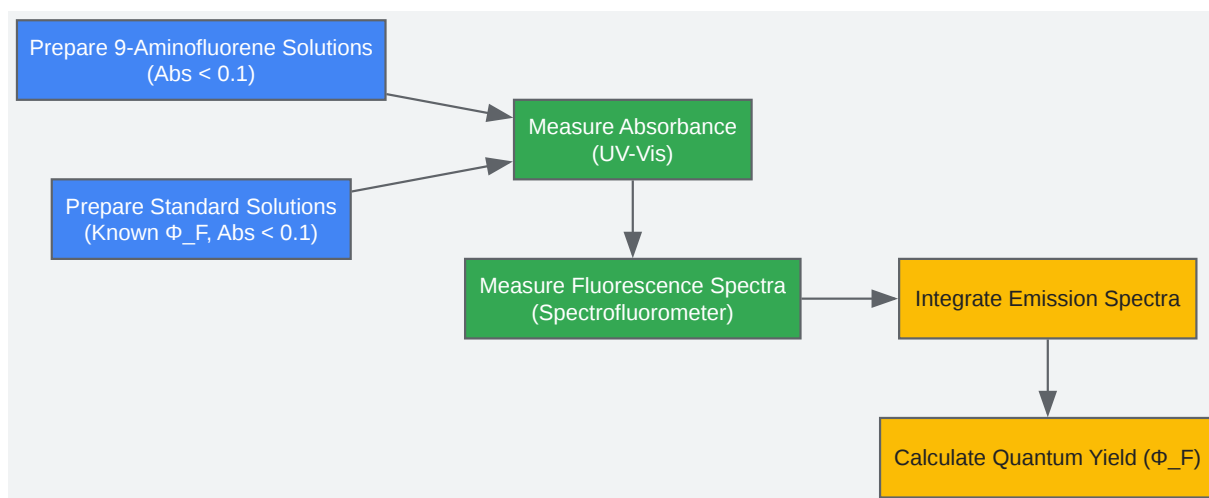 Prepare 9-Aminofluorene Solutions
(Abs < 0.1)
Measure Absorbance
(UV-Vis)
Prepare Standard Solutions
(Known Φ_F, Abs < 0.1)
Measure Fluorescence Spectra
(Spectrofluorometer)
Integrate Emission Spectra
Calculate Quantum Yield (Φ_F)